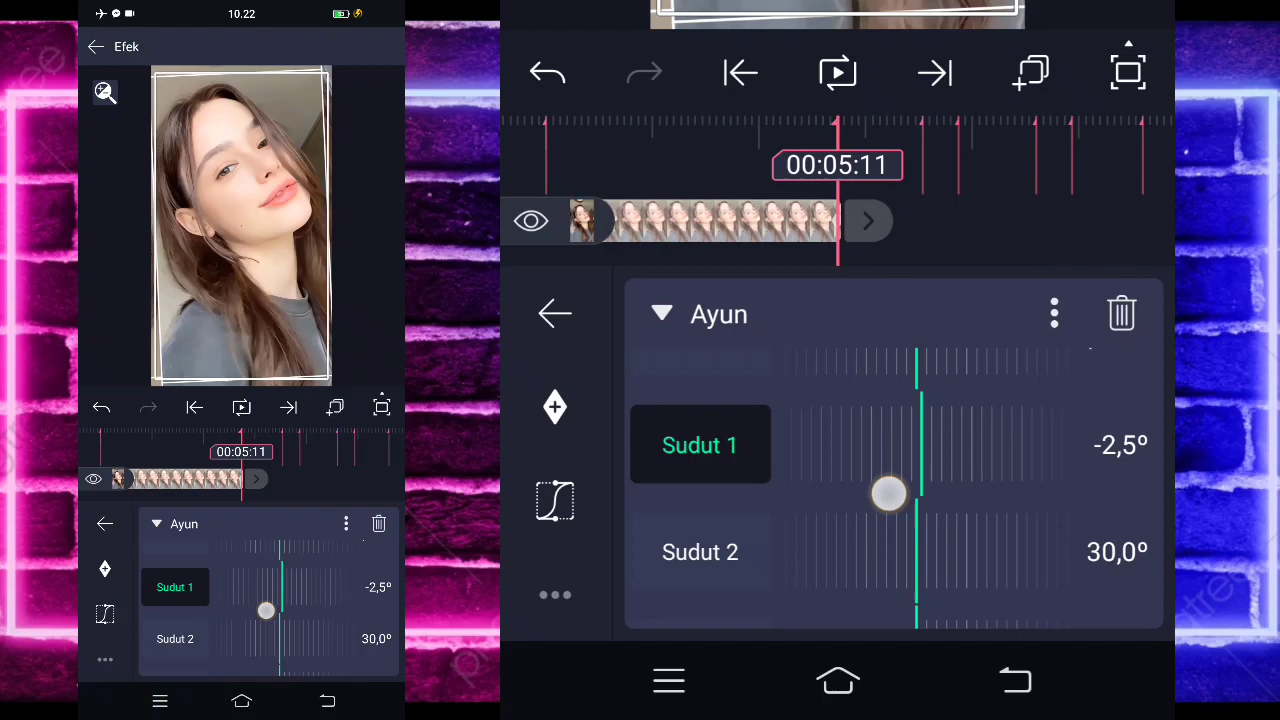 10.22
Efek
00:05:11
Ayun
Sudut 1
-2,5º
Sudut 2
30,0º
00:05:11
Ayun
Sudut 1
-2,5º
Sudut 2
30,0º